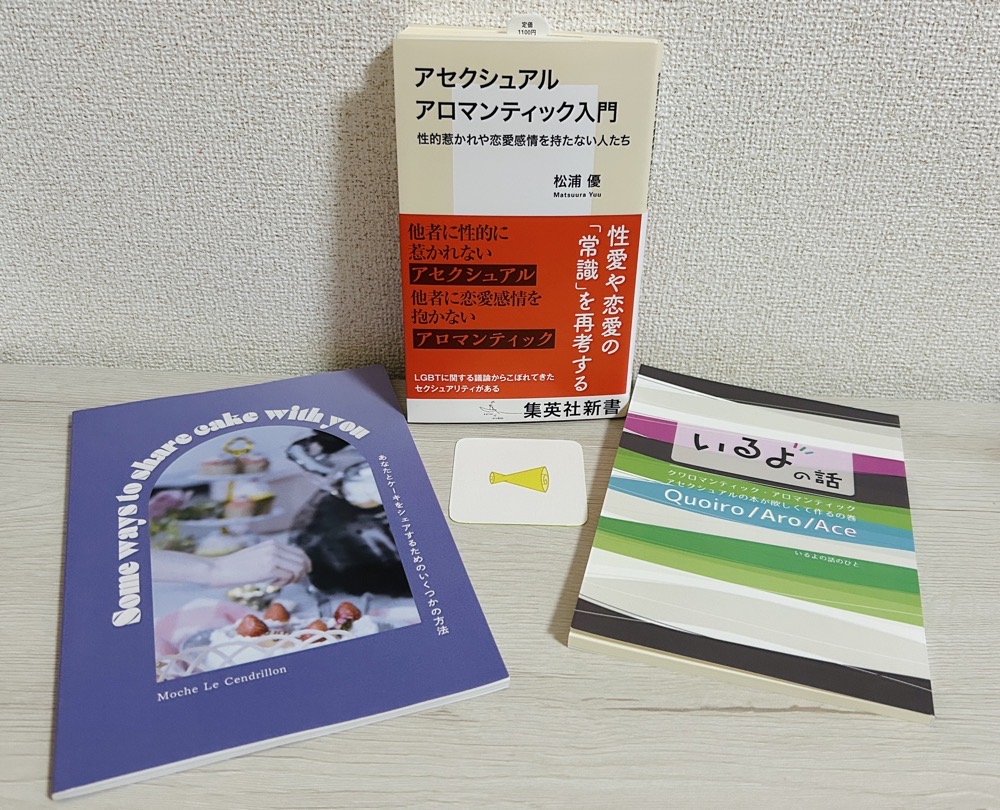 定価
1100円
アセクシュアル
アロマンティック入門
性的惹かれや恋愛感情を持たない人たち
松浦 優
Matsuura Yuu
性愛や恋愛の
「常識」を再考する
他者に性的に
惹かれない
アセクシュアル
他者に恋愛感情を
抱かない
アロマンティック
LGBTに関する議論からこぼれてきた
セクシュアリティがある
集英社新書
Some ways to share cake with you
あなたとケーキをシェアするためのいくつかの方法
Moche Le Cendrillon
いるよの話
クワロマンティック・アロマンティック
アセクシュアルの本が欲しくて作るの巻
Quoiro/Aro/Ace
いるよの話のひと